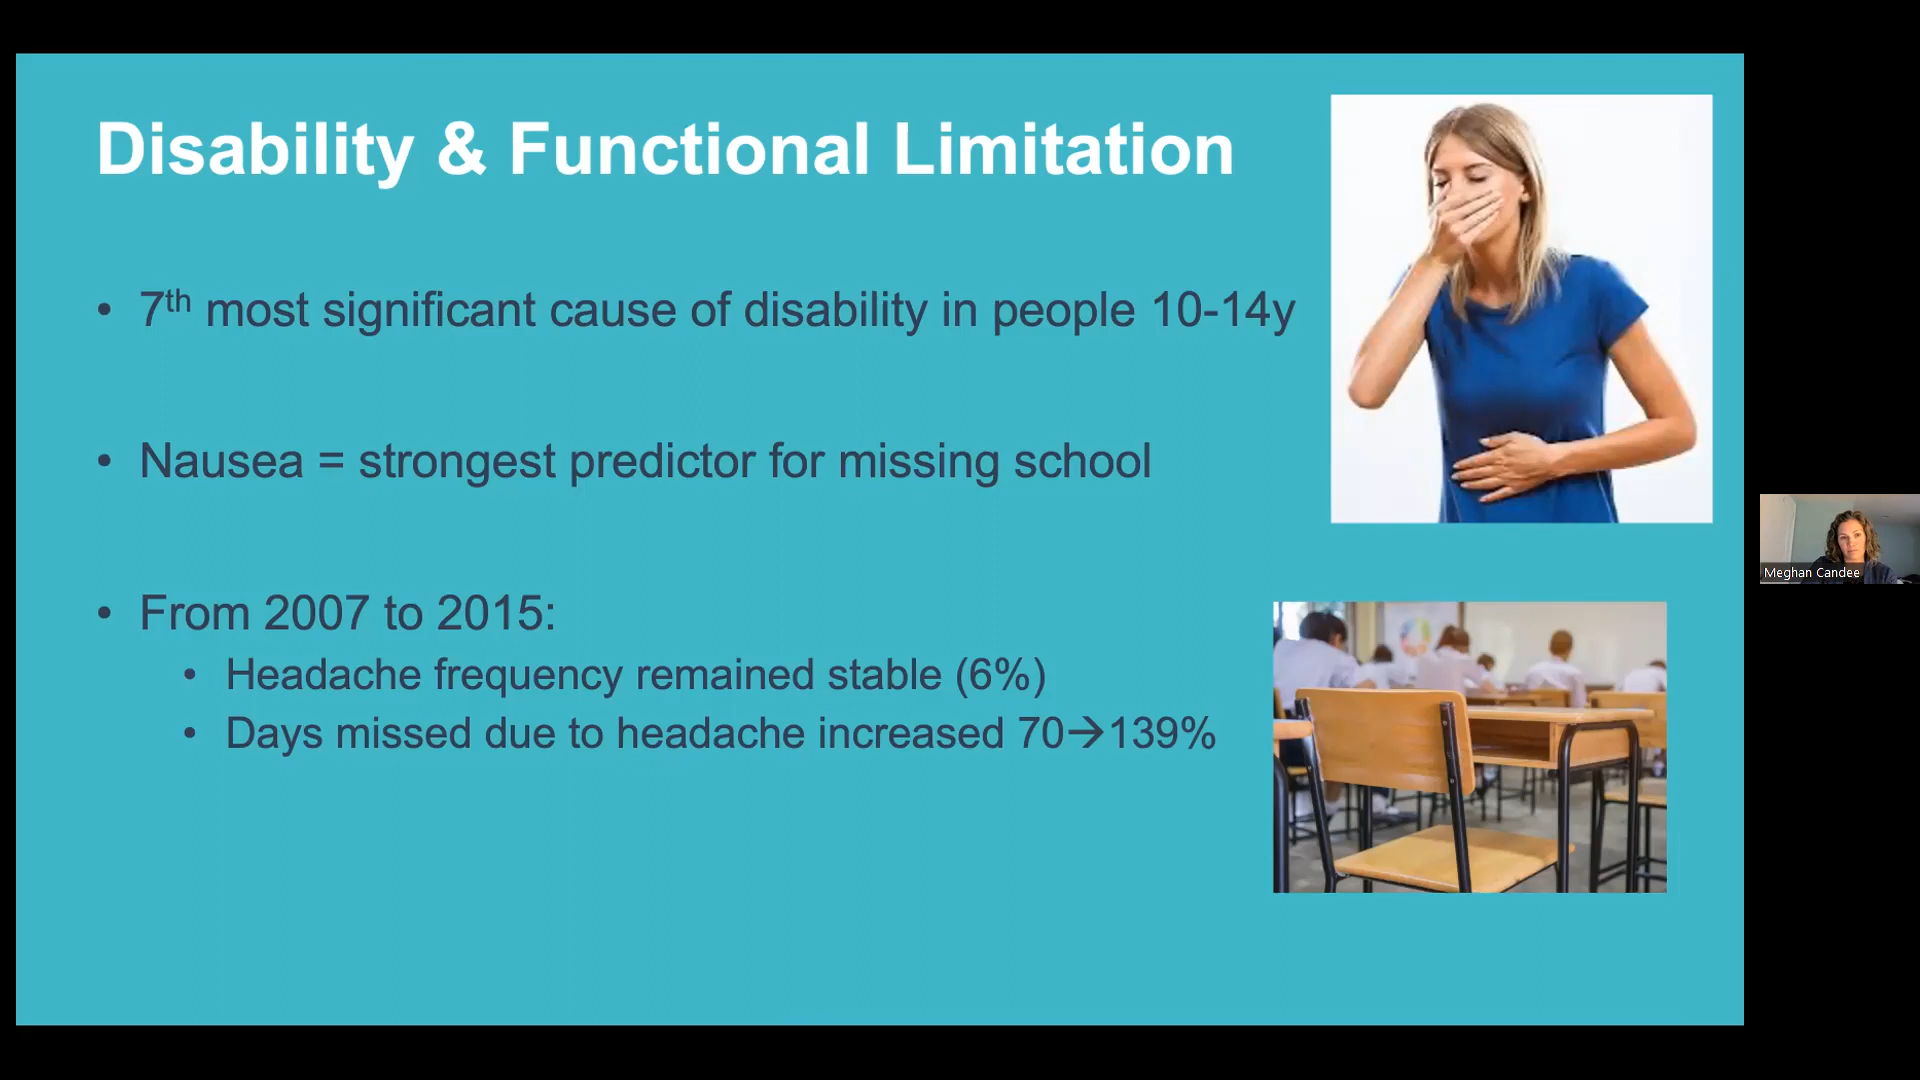 Disability & Functional Limitation
• 7th most significant cause of disability in people 10-14y
• Nausea = strongest predictor for missing school
• From 2007 to 2015:
• Headache frequency remained stable (6%)
• Days missed due to headache increased 70→139%
Meghan Candee